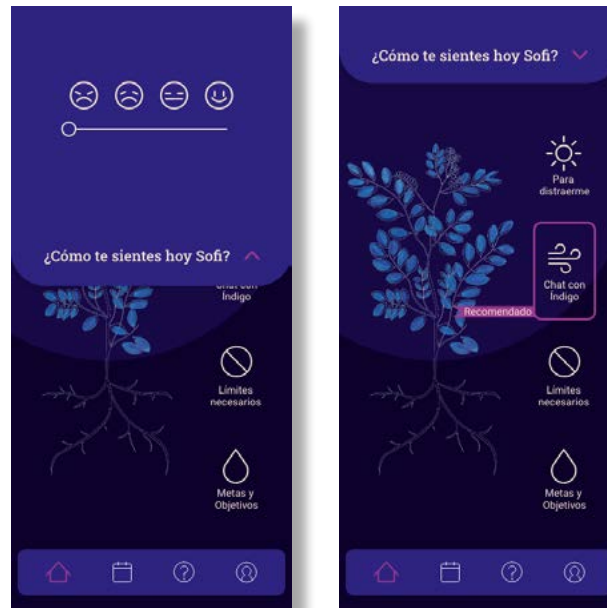 ¿Cómo te sientes hoy Sofi?
Chat con
Índigo
Límites
necesarios
Metas y
Objetivos
¿Cómo te sientes hoy Sofi?
Para
distraerme
Chat con
Índigo
Recomendado
Límites
necesarios
Metas y
Objetivos